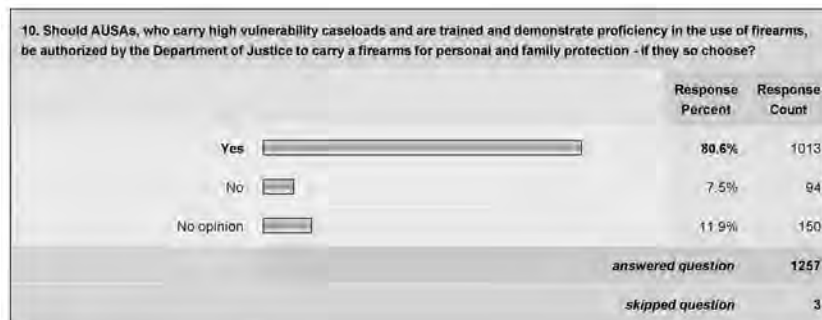 10. Should AUSAs, who carry high vulnerability caseloads and are trained and demonstrate proficiency in the use of firearms,
be authorized by the Department of Justice to carry a firearms for personal and family protection - if they so choose?
Response Percent Response Count
Yes 80.6% 1013
No 7.5% 94
No opinion 11.9% 150
answered question 1257
skipped question 3